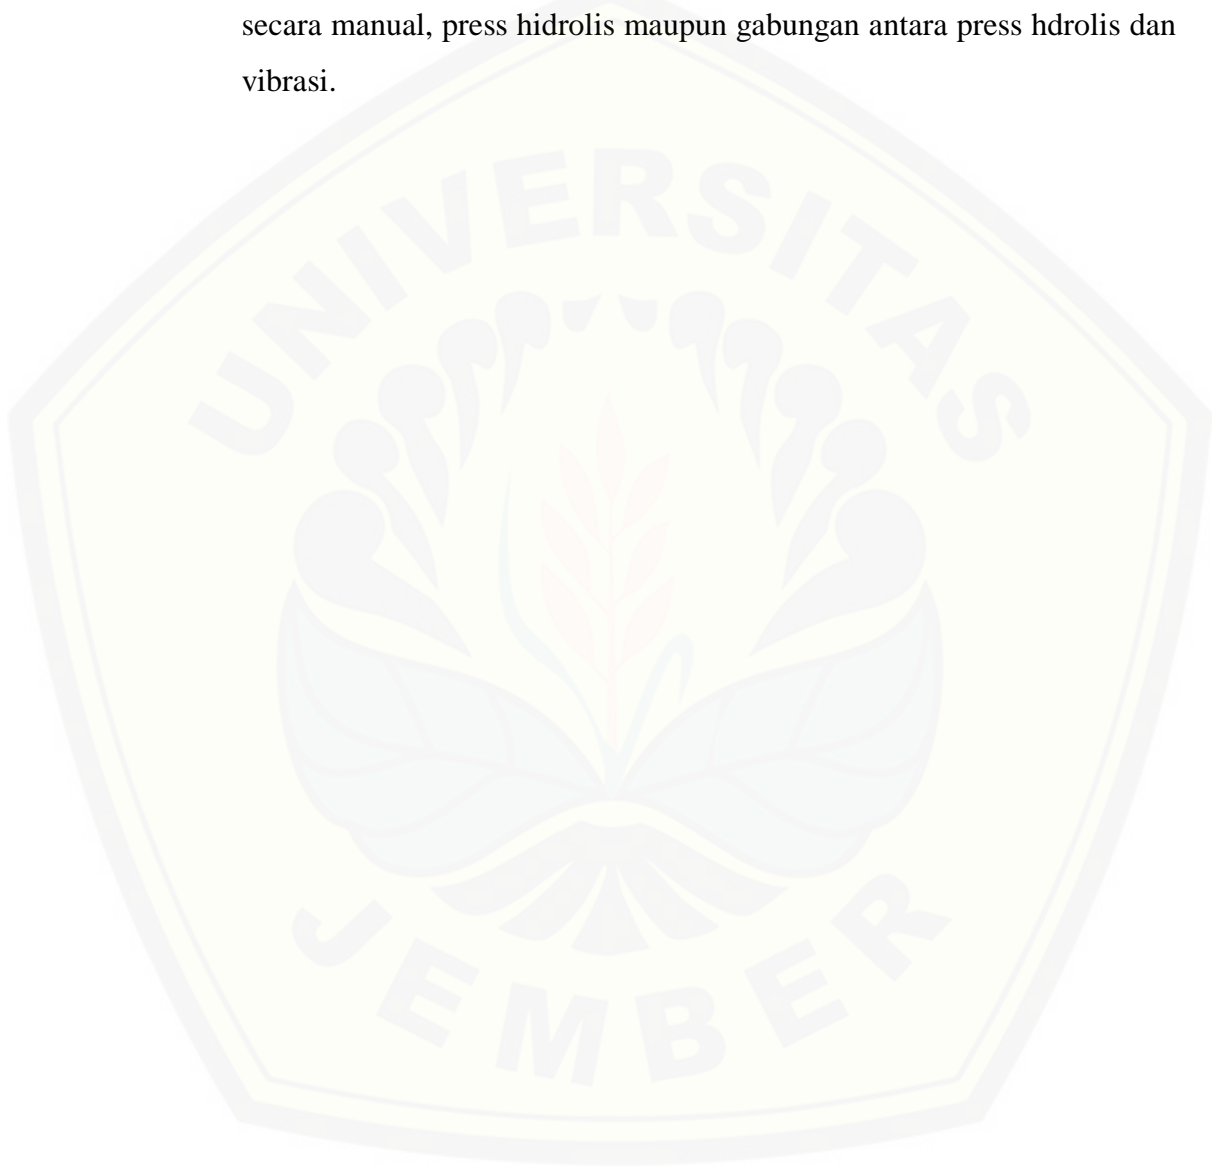 secara manual, press hidrolis maupun gabungan antara press hdrolis dan
vibrasi.
UNIVERSITAS
JEMBER